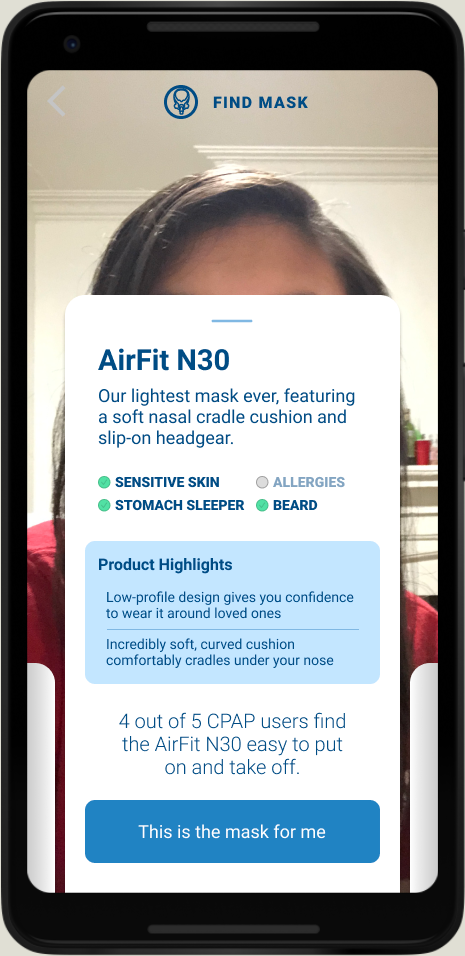 FIND MASK
AirFit N30
Our lightest mask ever, featuring
a soft nasal cradle cushion and
slip-on headgear.
SENSITIVE SKIN
ALLERGIES
STOMACH SLEEPER
BEARD
Product Highlights
Low-profile design gives you confidence
to wear it around loved ones
Incredibly soft, curved cushion
comfortably cradles under your nose
4 out of 5 CPAP users find
the AirFit N30 easy to put
on and take off.
This is the mask for me